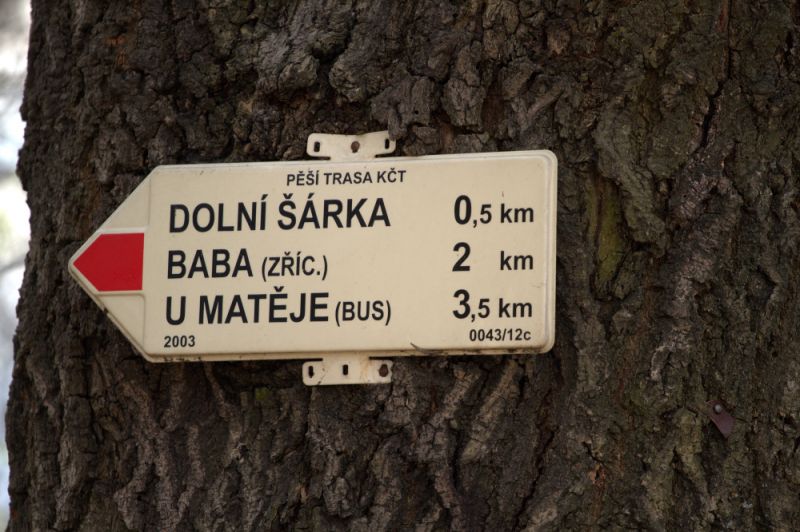 PĚŠÍ TRASA KČT
DOLNÍ ŠÁRKA 0,5 km
BABA (ZŘÍC.) 2 km
U MATĚJE (BUS) 3,5 km
2003 0043/12c